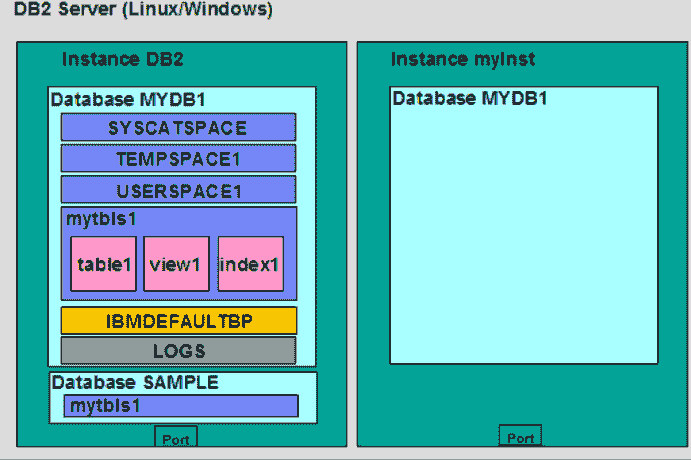 DB2 Server (Linux/Windows)
Instance DB2
Database MYDB1
SYSCATSPACE
TEMPSPACE1
USERSPACE1
mytbls1
table1 view1 index1
IBMDEFAULTBP
LOGS
Database SAMPLE
mytbls1
Port
Instance myInst
Database MYDB1
Port